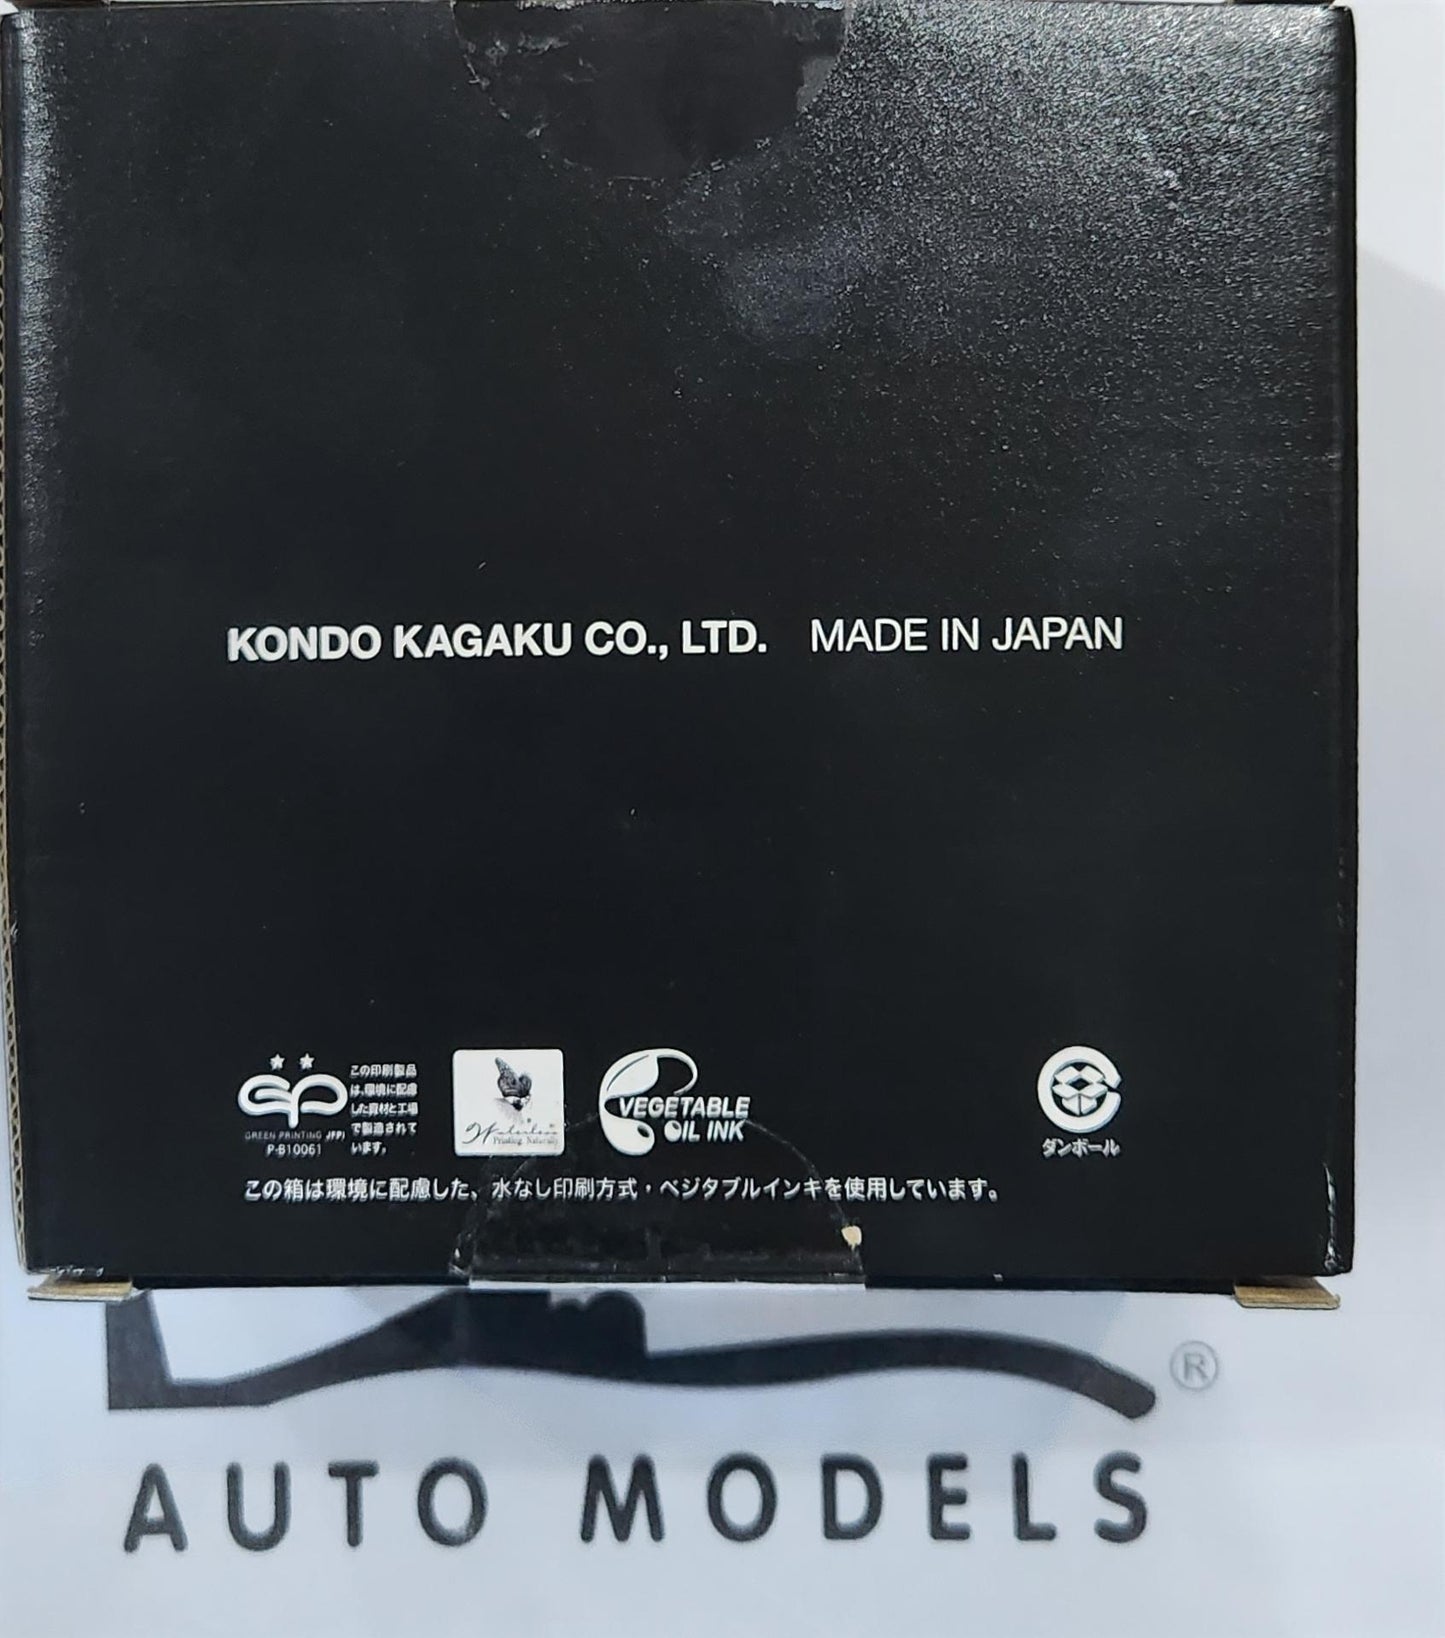 KONDO KAGAKU CO., LTD. MADE IN JAPAN
この印刷製品
は、環境に配慮
した資材と工場
で製造されて
います。
GREEN PRINTING JFPI
P-B10061
Waterless
Printing. Naturally.
VEGETABLE
OIL INK
ダンボール
この箱は環境に配慮した、水なし印刷方式・ベジタブルインキを使用しています。
®
AUTO MODELS